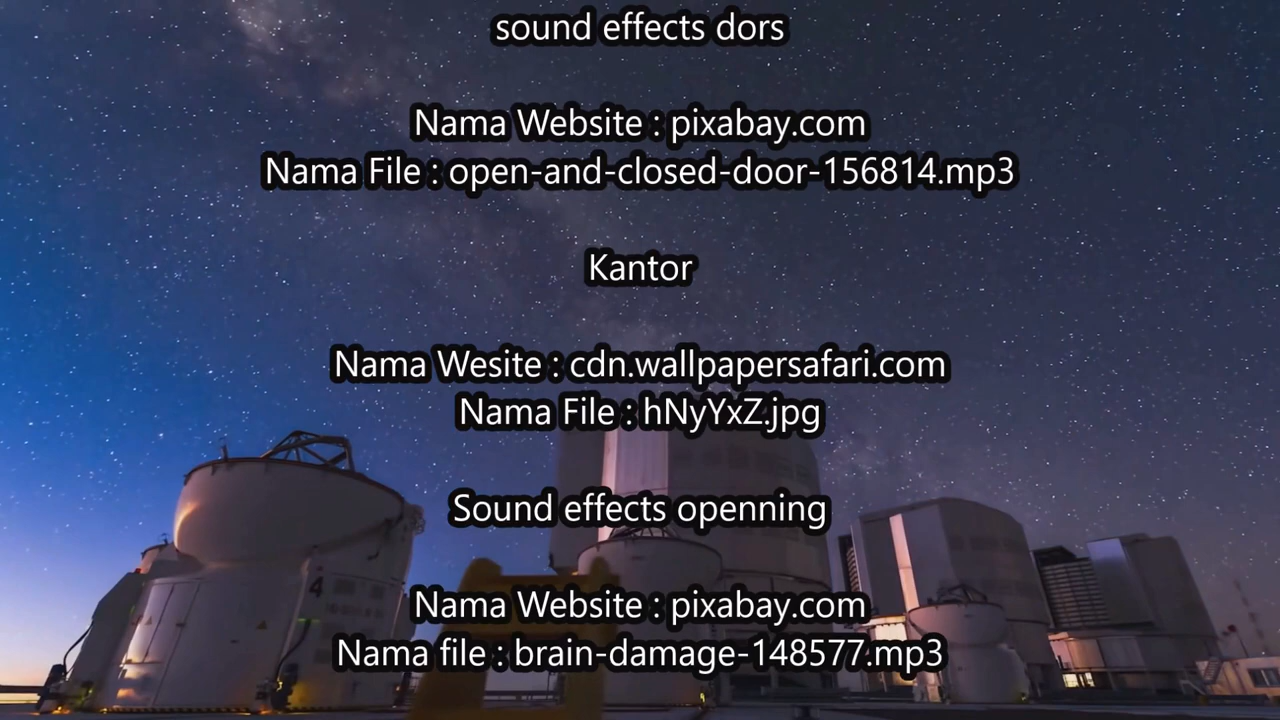 sound effects dors
Nama Website : pixabay.com
Nama File : open-and-closed-door-156814.mp3
Kantor
Nama Wesite : cdn.wallpapersafari.com
Nama File : hNyYxZ.jpg
Sound effects openning
Nama Website : pixabay.com
Nama file : brain-damage-148577.mp3
4